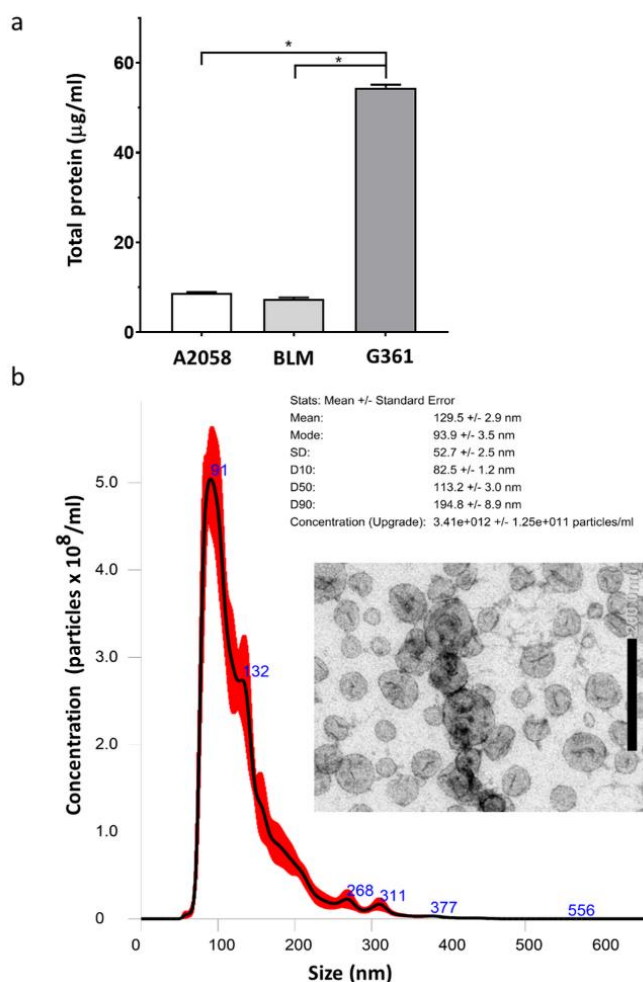 a
*
*
60
40
20
0
Total protein (µg/ml)
A2058 BLM G361
b
Stats: Mean +/- Standard Error
Mean: 129.5 +/- 2.9 nm
Mode: 93.9 +/- 3.5 nm
SD: 52.7 +/- 2.5 nm
D10: 82.5 +/- 1.2 nm
D50: 113.2 +/- 3.0 nm
D90: 194.8 +/- 8.9 nm
Concentration (Upgrade): 3.41e+012 +/- 1.25e+011 particles/ml
5.0
4.0
3.0
2.0
1.0
0
Concentration (particles x 10⁸/ml)
91
132
268
311
377
556
0 100 200 300 400 500 600
Size (nm)